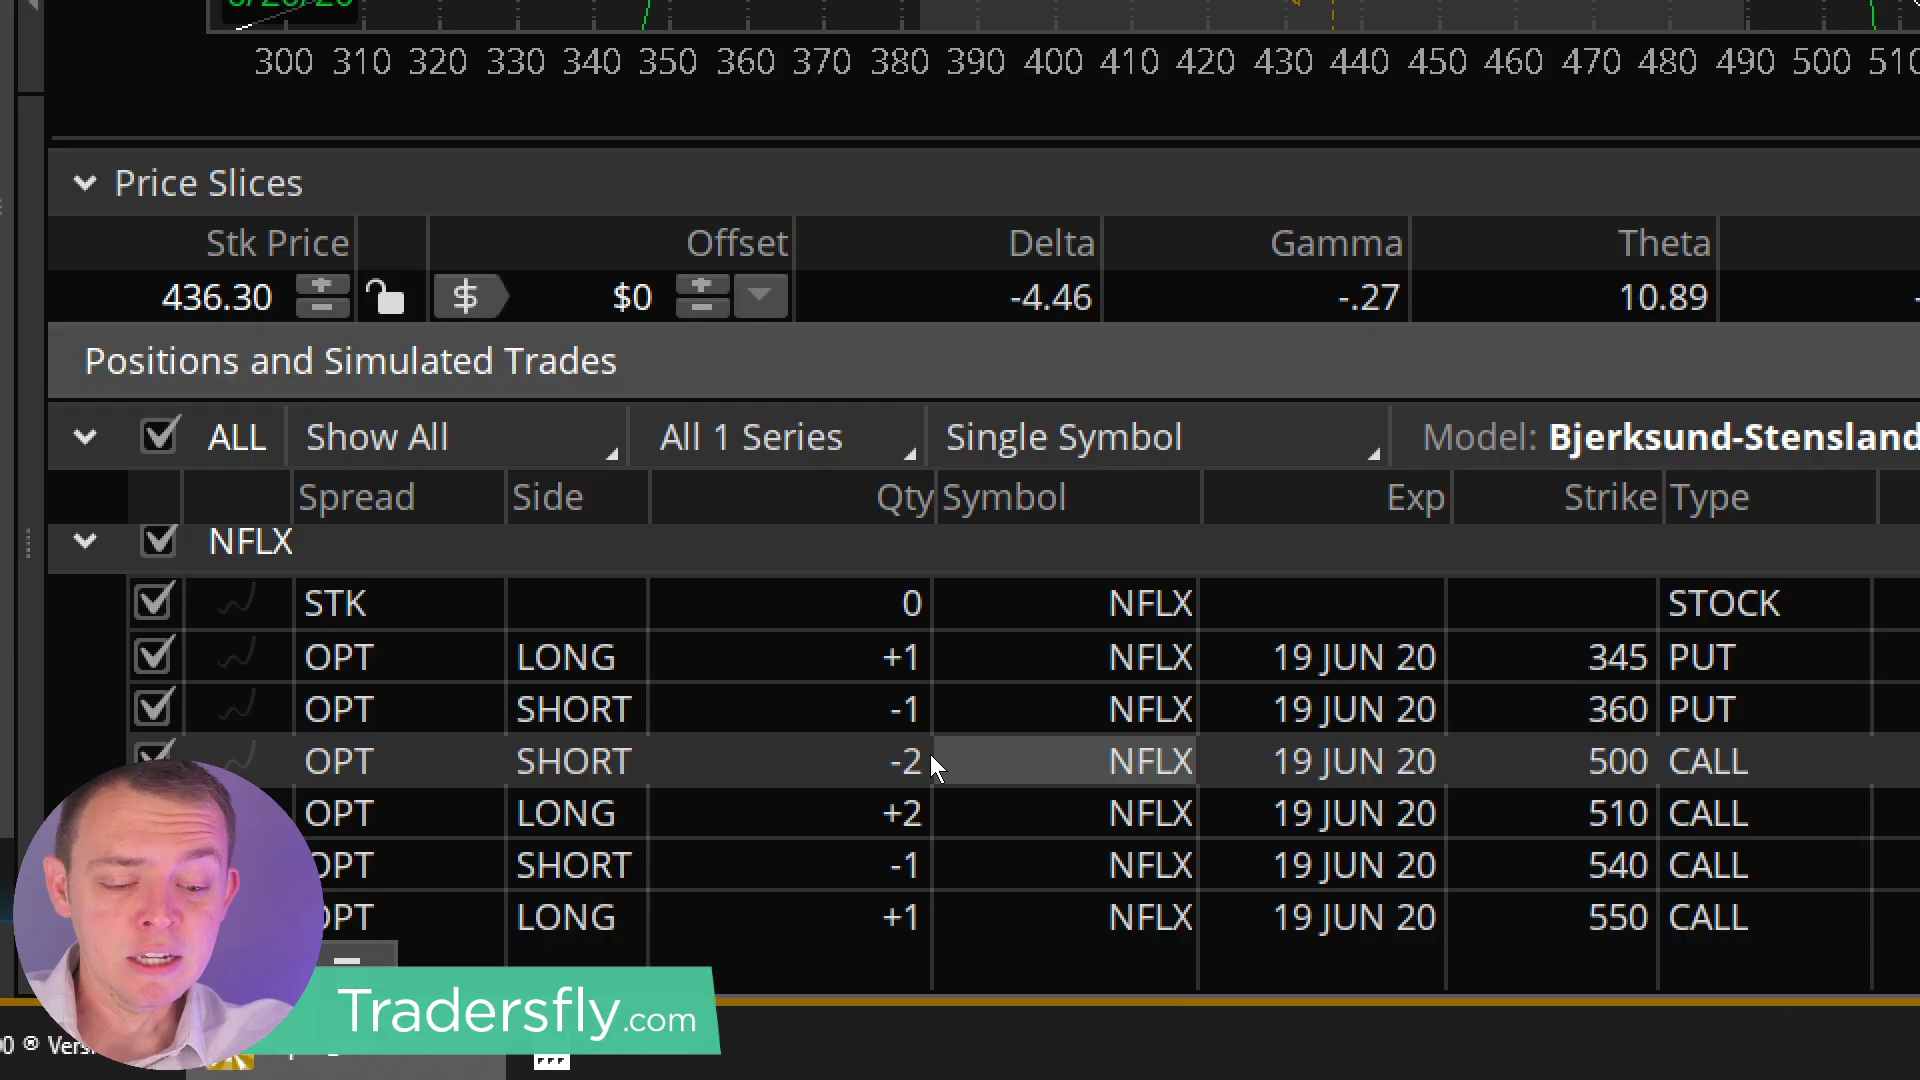 300 310 320 330 340 350 360 370 380 390 400 410 420 430 440 450 460 470 480 490 500 510
Price Slices
Stk Price Offset Delta Gamma Theta
436.30 $ $0 -4.46 -.27 10.89
Positions and Simulated Trades
ALL Show All All 1 Series Single Symbol Model: Bjerksund-Stensland
Spread Side Qty Symbol Exp Strike Type
NFLX
STK 0 NFLX STOCK
OPT LONG +1 NFLX 19 JUN 20 345 PUT
OPT SHORT -1 NFLX 19 JUN 20 360 PUT
OPT SHORT -2 NFLX 19 JUN 20 500 CALL
OPT LONG +2 NFLX 19 JUN 20 510 CALL
OPT SHORT -1 NFLX 19 JUN 20 540 CALL
OPT LONG +1 NFLX 19 JUN 20 550 CALL
Tradersfly.com